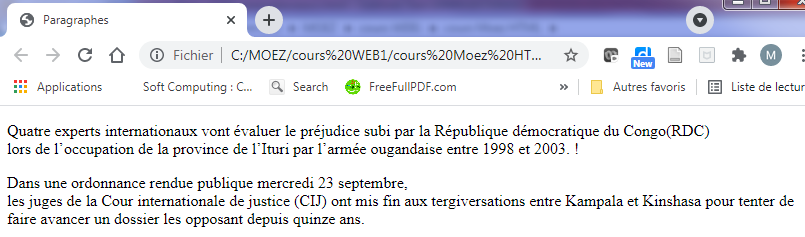 Paragraphes
Fichier | C:/MOEZ/cours%20WEB1/cours%20Moez%20HT...
New
M
Applications Soft Computing : C... Search FreeFullPDF.com » Autres favoris Liste de lectur
Quatre experts internationaux vont évaluer le préjudice subi par la République démocratique du Congo(RDC)
lors de l’occupation de la province de l’Ituri par l’armée ougandaise entre 1998 et 2003. !
Dans une ordonnance rendue publique mercredi 23 septembre,
les juges de la Cour internationale de justice (CIJ) ont mis fin aux tergiversations entre Kampala et Kinshasa pour tenter de
faire avancer un dossier les opposant depuis quinze ans.